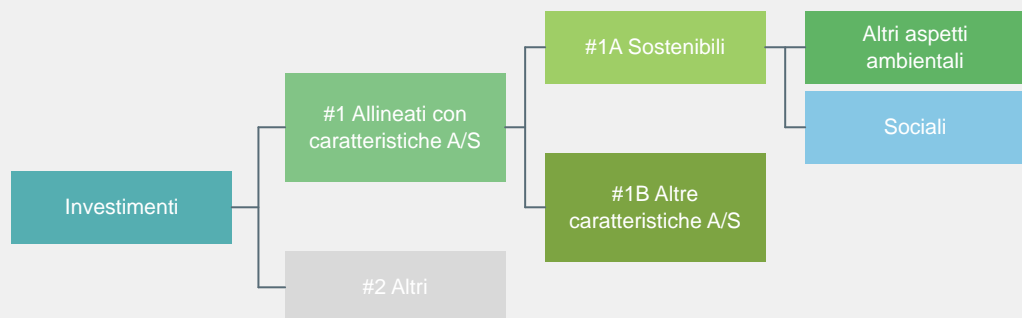 Investimenti
#1 Allineati con
caratteristiche A/S
#2 Altri
#1A Sostenibili
#1B Altre
caratteristiche A/S
Altri aspetti
ambientali
Sociali